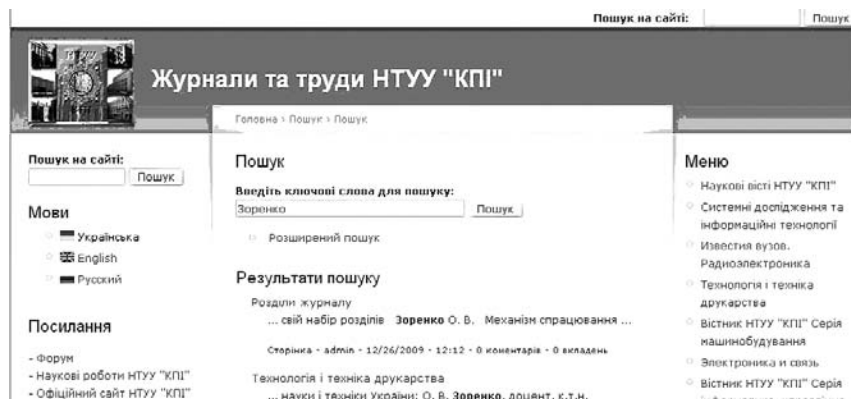 Пошук на сайті:
Пошук
Журнали та труди НТУУ "КПІ"
Головна › Пошук › Пошук
Пошук на сайті:
Пошук
Мови
Українська
English
Русский
Посилання
- Форум
- Наукові роботи НТУУ "КПІ"
- Офіційний сайт НТУУ "КПІ"
Пошук
Введіть ключові слова для пошуку:
Зоренко
Пошук
Розширений пошук
Результати пошуку
Розділи журналу
... свій набір розділів Зоренко О. В. Механізм спрацювання ...
Сторінка - admin - 12/26/2009 - 12:12 - 0 коментарів - 0 вкладень
Технологія і техніка друкарства
... науки і техніки України; О. В. Зоренко, доцент, к.т.н.
Меню
Наукові вісті НТУУ "КПІ"
Системні дослідження та
інформаційні технології
Известия вузов.
Радиоэлектроника
Технологія і техніка
друкарства
Вістник НТУУ "КПІ" Серія
машинобудування
Электроника и связь
Вістник НТУУ "КПІ" Серія